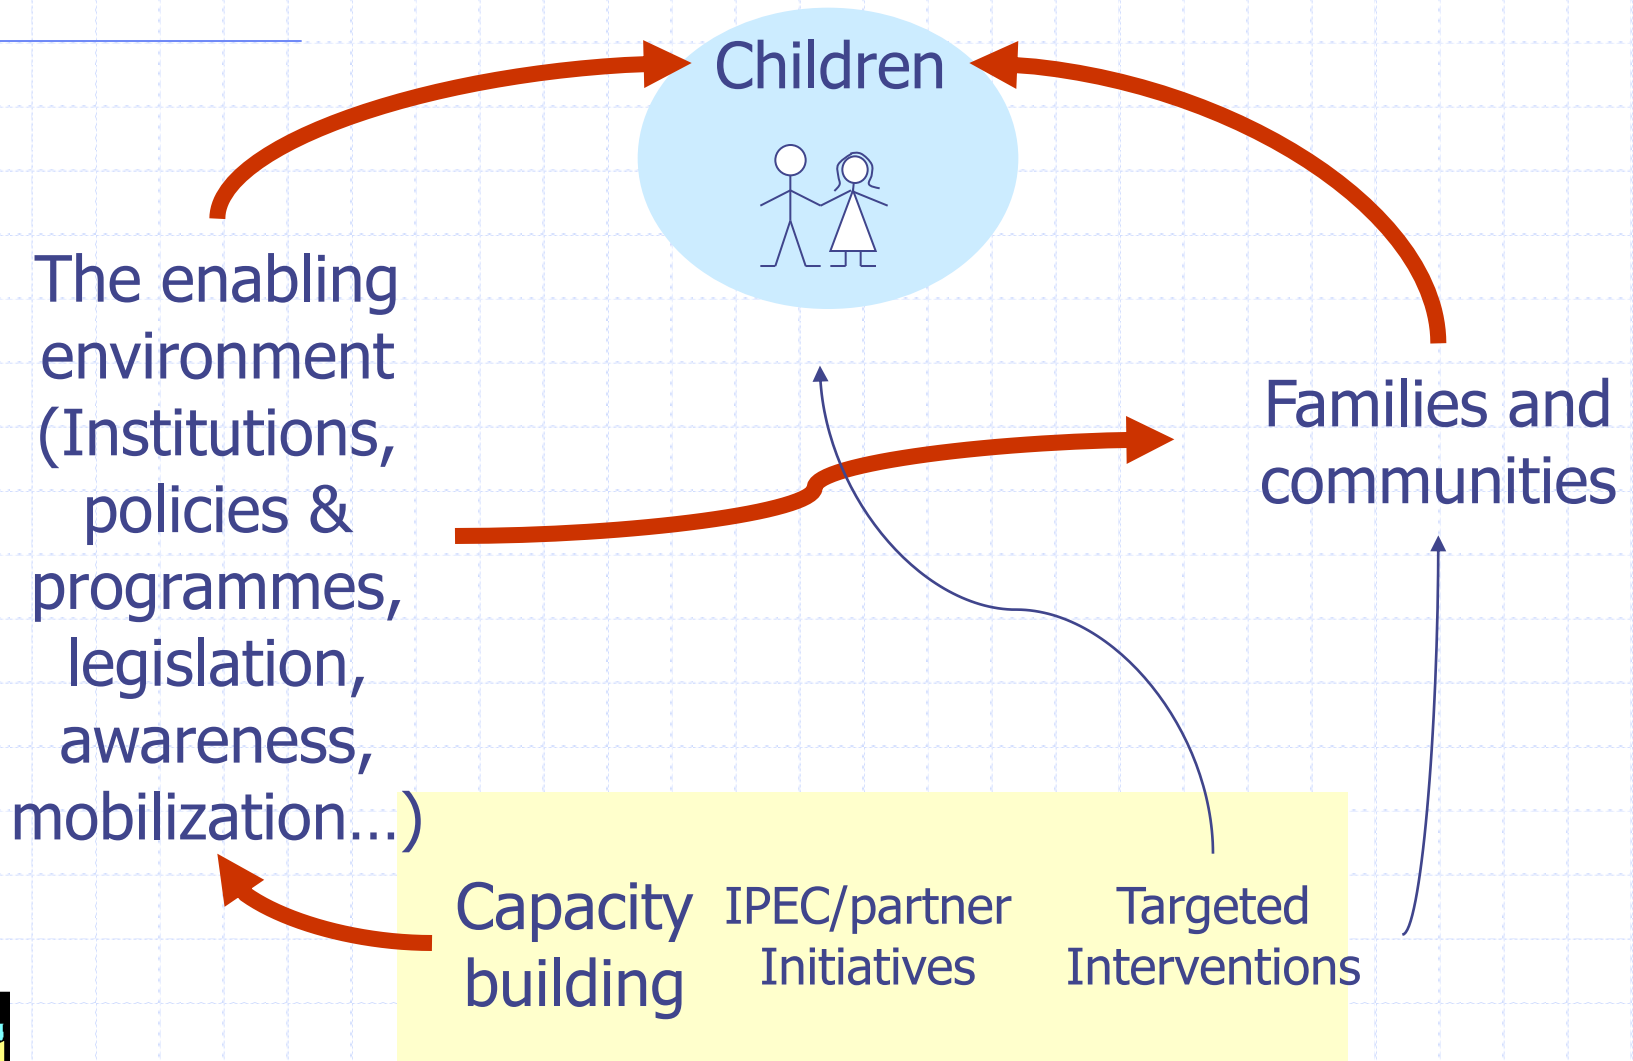 Children
The enabling
environment
(Institutions,
policies &
programmes,
legislation,
awareness,
mobilization...)
Families and
communities
Capacity
building
IPEC/partner
Initiatives
Targeted
Interventions